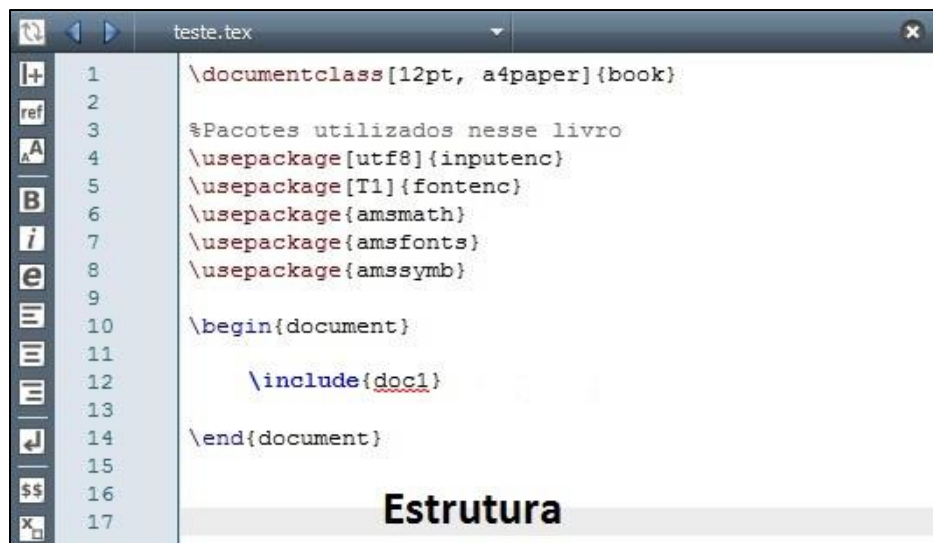 teste.tex
ref
AA
B
i
e
$$
x
1 \documentclass[12pt, a4paper]{book}
2
3 %Pacotes utilizados nesse livro
4 \usepackage[utf8]{inputenc}
5 \usepackage[T1]{fontenc}
6 \usepackage{amsmath}
7 \usepackage{amsfonts}
8 \usepackage{amssymb}
9
10 \begin{document}
11
12 \include{doc1}
13
14 \end{document}
15
16
17
Estrutura